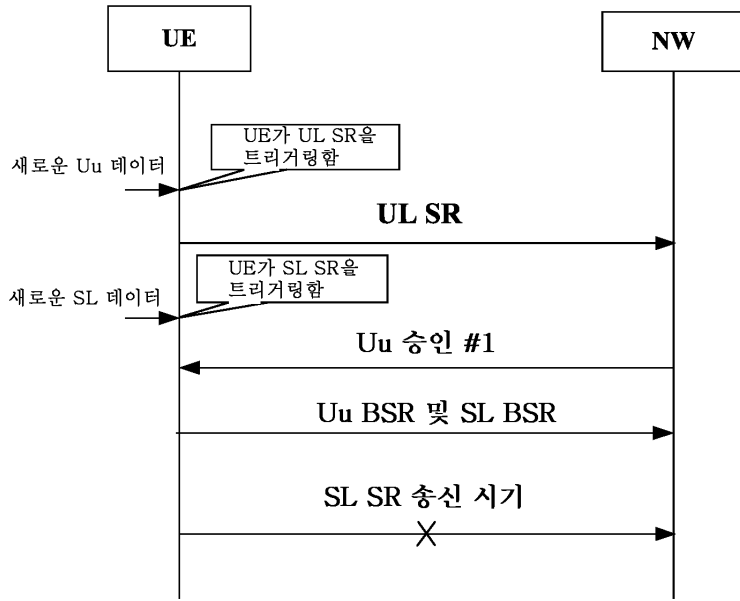 UE
NW
UE가 UL SR을
트리거링함
새로운 Uu 데이터
UL SR
UE가 SL SR을
트리거링함
새로운 SL 데이터
Uu 승인 #1
Uu BSR 및 SL BSR
SL SR 송신 시기